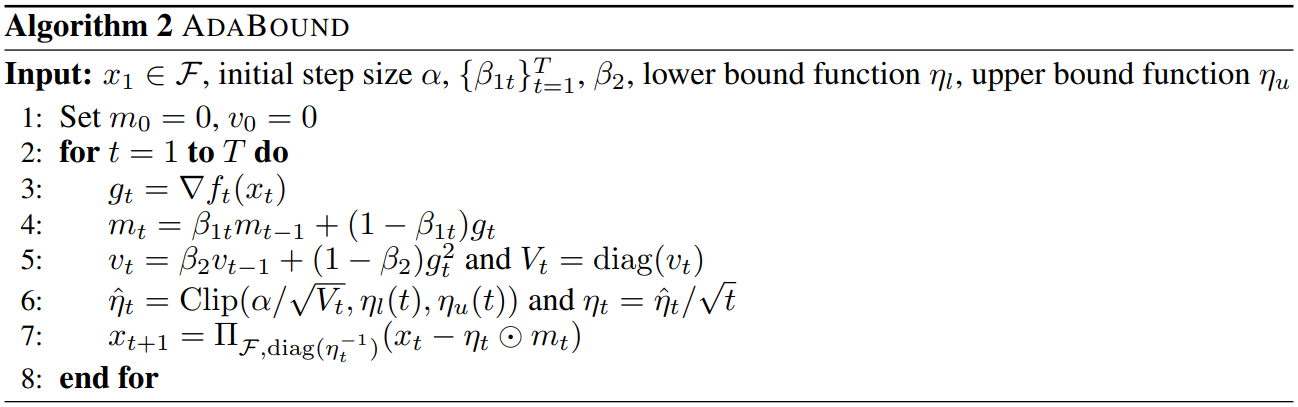 Algorithm 2 ADABOUND
Input: $x_1 \in \mathcal{F}$, initial step size $\alpha$, $\{\beta_{1t}\}_{t=1}^{T}$, $\beta_2$, lower bound function $\eta_l$, upper bound function $\eta_u$
1: Set $m_0 = 0$, $v_0 = 0$
2: for $t = 1$ to $T$ do
3: $g_t = \nabla f_t(x_t)$
4: $m_t = \beta_{1t} m_{t-1} + (1 - \beta_{1t}) g_t$
5: $v_t = \beta_2 v_{t-1} + (1 - \beta_2) g_t^2$ and $V_t = \mathrm{diag}(v_t)$
6: $\hat{\eta}_t = \mathrm{Clip}(\alpha/\sqrt{V_t}, \eta_l(t), \eta_u(t))$ and $\eta_t = \hat{\eta}_t/\sqrt{t}$
7: $x_{t+1} = \Pi_{\mathcal{F}, \mathrm{diag}(\eta_t^{-1})}(x_t - \eta_t \odot m_t)$
8: end for